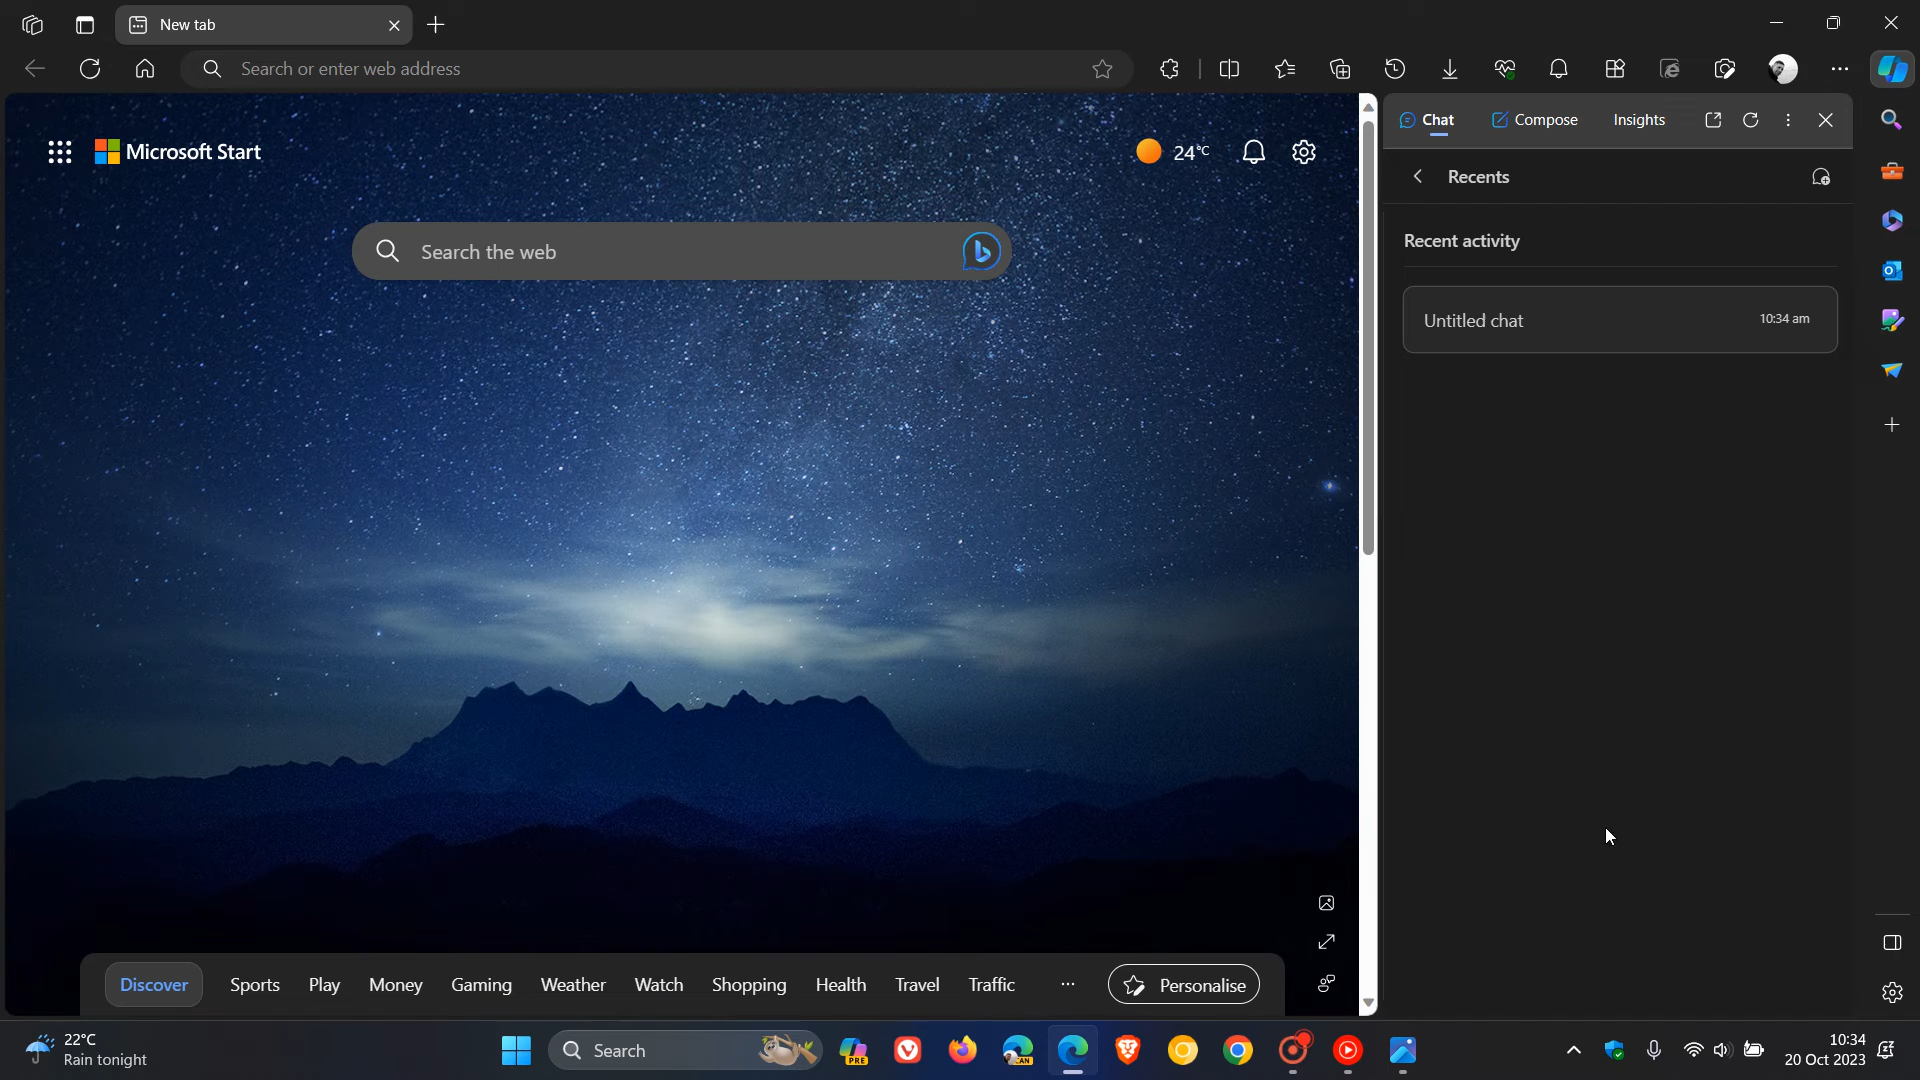 New tab
Search or enter web address
Microsoft Start
24°C
Search the web
Chat
Compose
Insights
Recents
Recent activity
Untitled chat
10:34 am
Discover
Sports
Play
Money
Gaming
Weather
Watch
Shopping
Health
Travel
Traffic
Personalise
22°C
Rain tonight
Search
PRE
CAN
10:34
20 Oct 2023